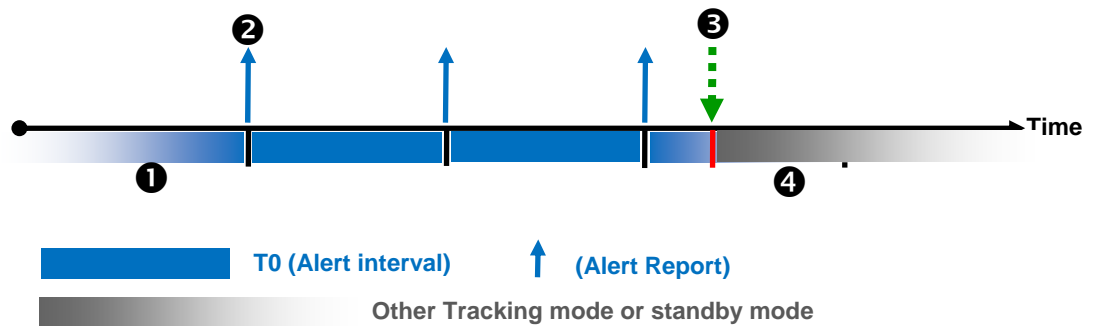 ❷ ❸
Time
❶ ❹
T0 (Alert interval) (Alert Report)
Other Tracking mode or standby mode